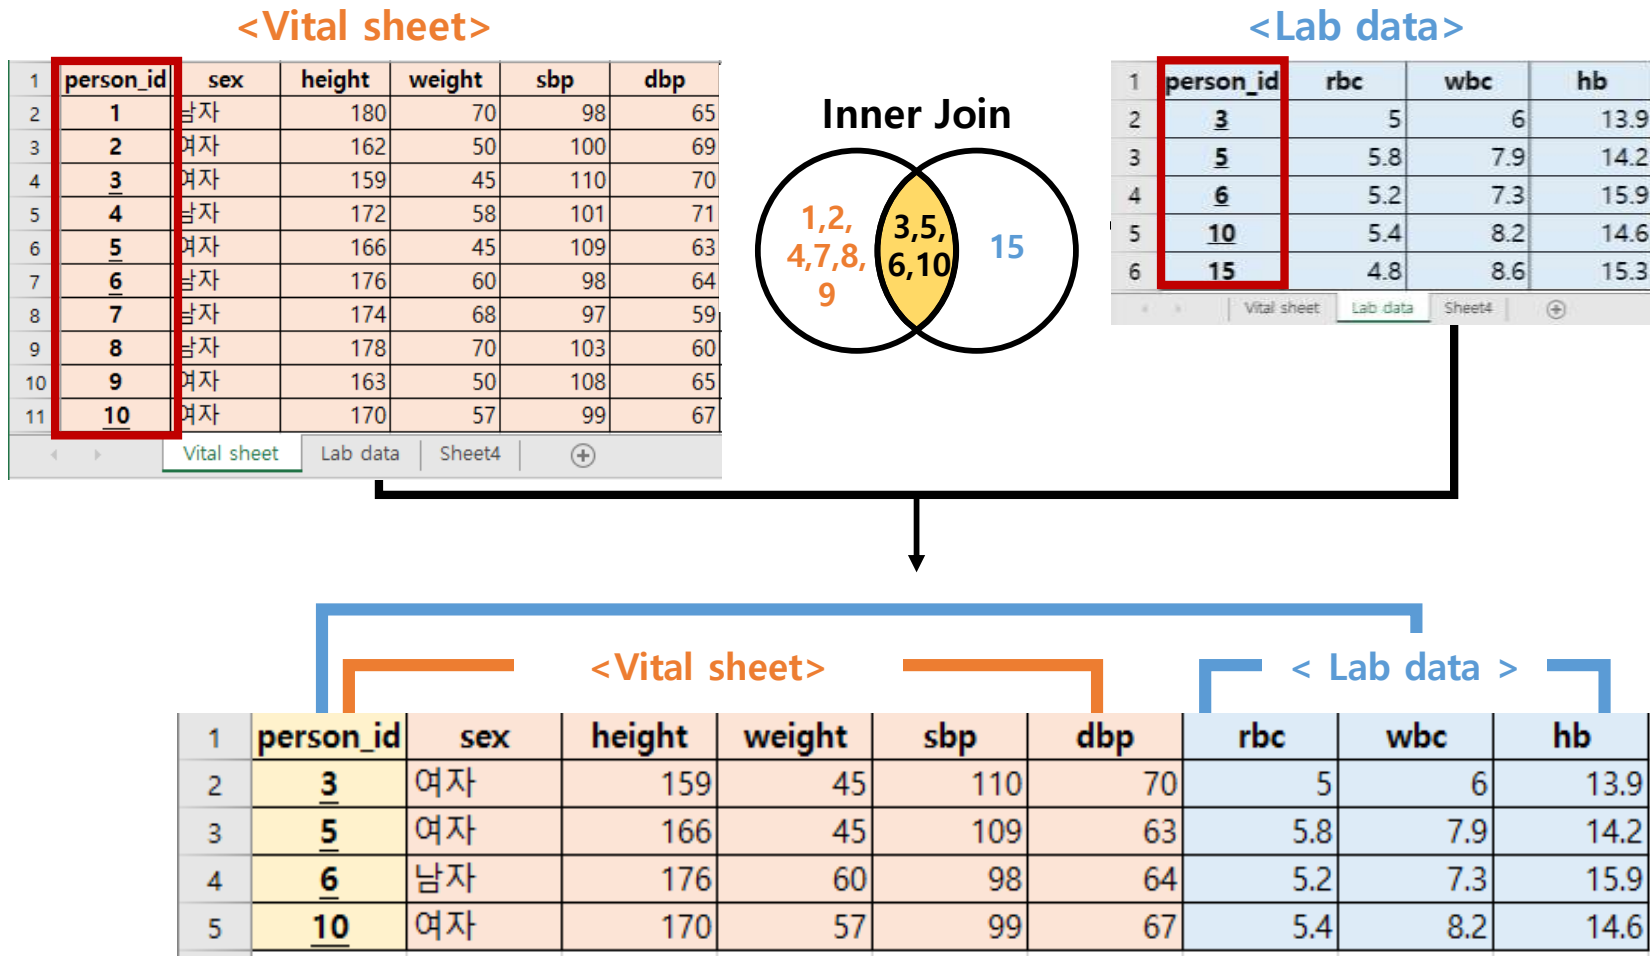 <Vital sheet>
1 person_id sex height weight sbp dbp
2 1 남자 180 70 98 65
3 2 여자 162 50 100 69
4 3 여자 159 45 110 70
5 4 남자 172 58 101 71
6 5 여자 166 45 109 63
7 6 남자 176 60 98 64
8 7 남자 174 68 97 59
9 8 남자 178 70 103 60
10 9 여자 163 50 108 65
11 10 여자 170 57 99 67
Vital sheet Lab data Sheet4
Inner Join
1,2,
4,7,8,
9
3,5,
6,10
15
<Lab data>
1 person_id rbc wbc hb
2 3 5 6 13.9
3 5 5.8 7.9 14.2
4 6 5.2 7.3 15.9
5 10 5.4 8.2 14.6
6 15 4.8 8.6 15.3
Vital sheet Lab data Sheet4
<Vital sheet> < Lab data >
1 person_id sex height weight sbp dbp rbc wbc hb
2 3 여자 159 45 110 70 5 6 13.9
3 5 여자 166 45 109 63 5.8 7.9 14.2
4 6 남자 176 60 98 64 5.2 7.3 15.9
5 10 여자 170 57 99 67 5.4 8.2 14.6